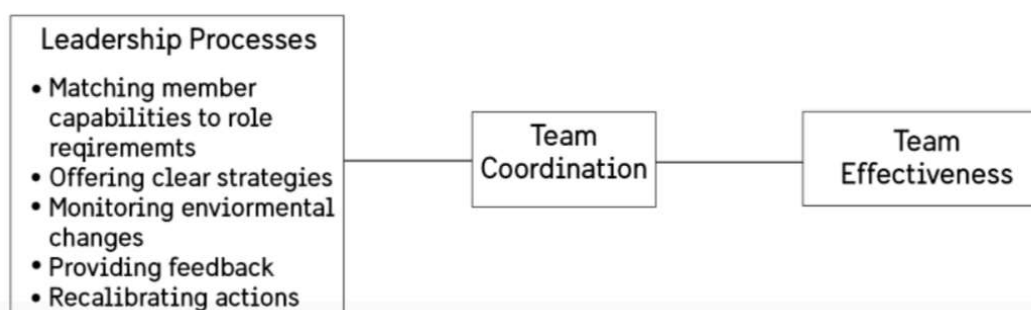 Leadership Processes
• Matching member
capabilities to role
reqirememts
• Offering clear strategies
• Monitoring enviormental
changes
• Providing feedback
• Recalibrating actions
Team
Coordination
Team
Effectiveness